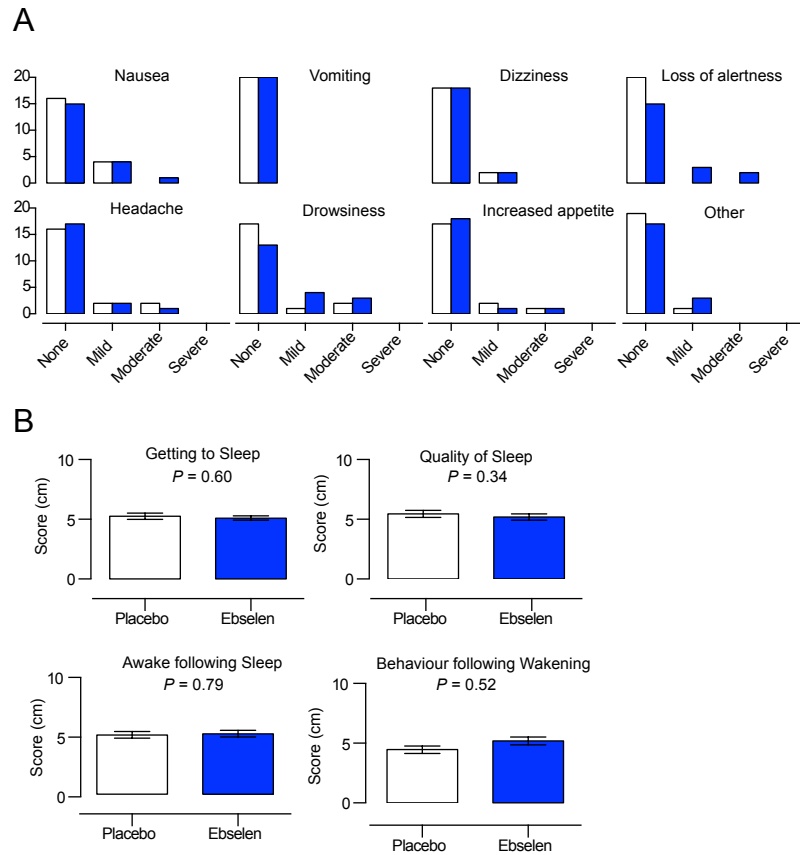 A
Nausea Vomiting Dizziness Loss of alertness
20
15
10
5
0
Headache Drowsiness Increased appetite Other
20
15
10
5
0
None Mild Moderate Severe None Mild Moderate Severe None Mild Moderate Severe None Mild Moderate Severe
B
Getting to Sleep
P = 0.60
10
5
0
Score (cm)
Placebo Ebselen
Quality of Sleep
P = 0.34
10
5
0
Score (cm)
Placebo Ebselen
Awake following Sleep
P = 0.79
10
5
0
Score (cm)
Placebo Ebselen
Behaviour following Wakening
P = 0.52
10
5
0
Score (cm)
Placebo Ebselen